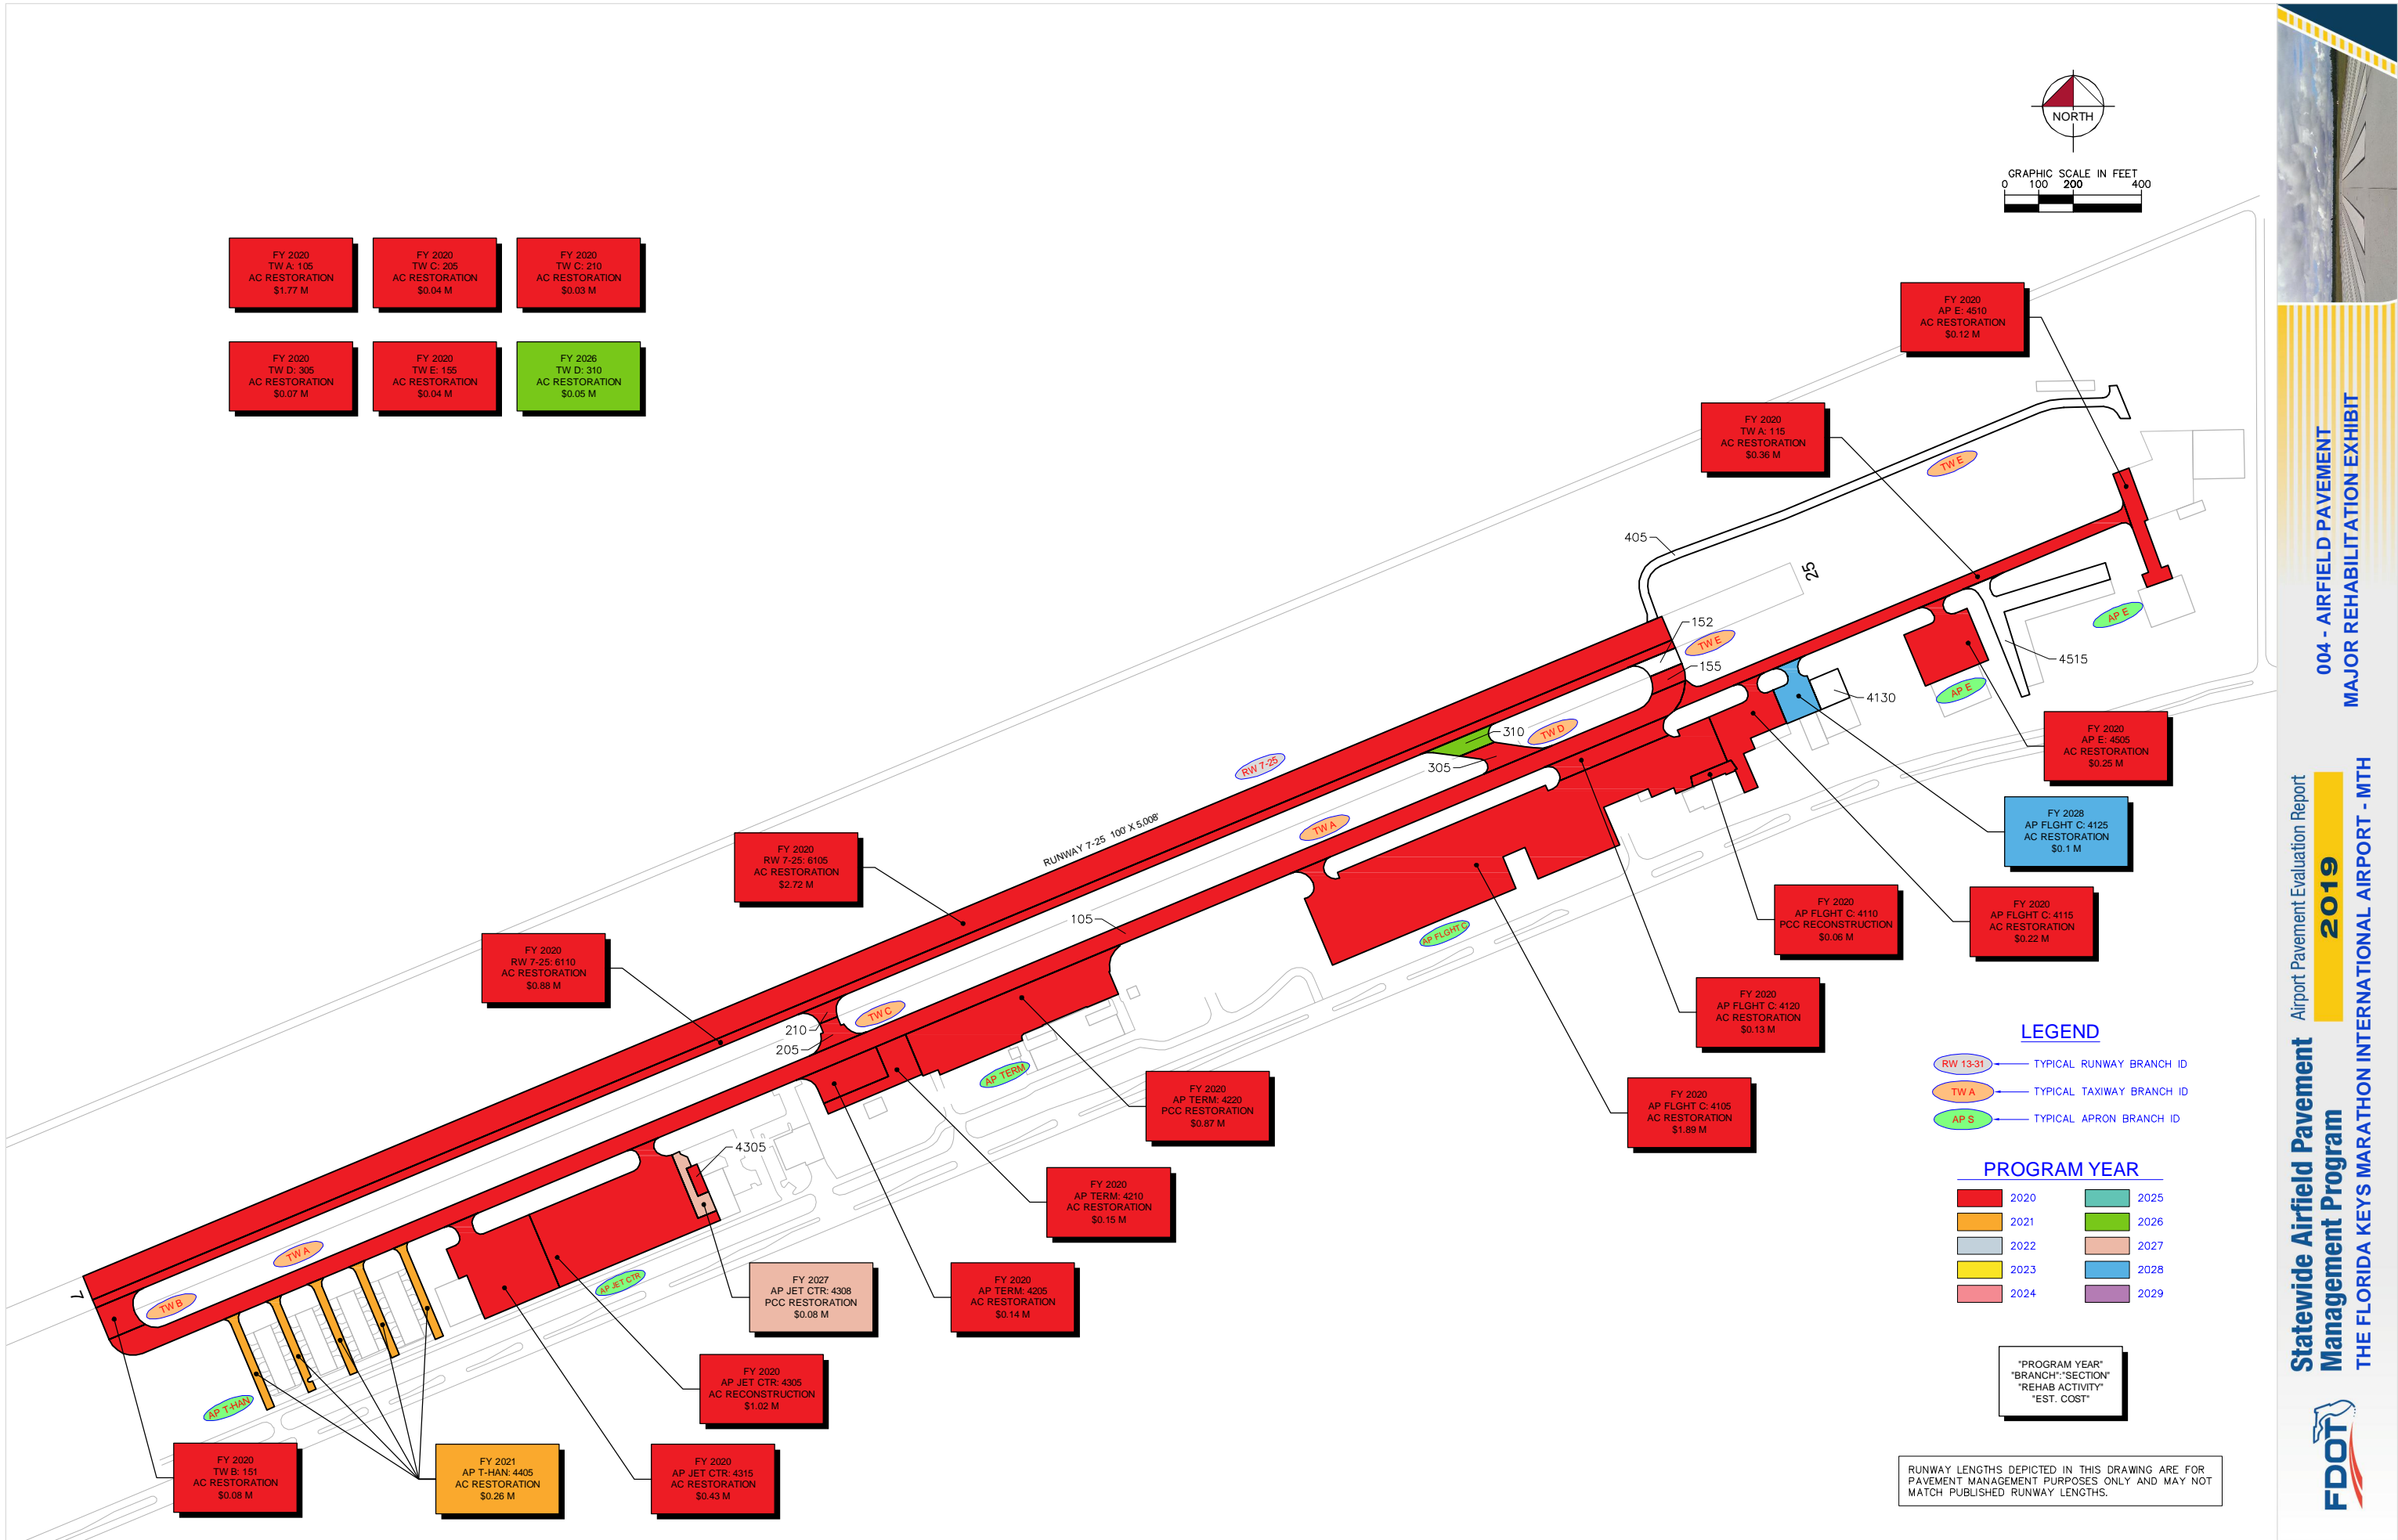 NORTH
GRAPHIC SCALE IN FEET
0 100 200 400
FY 2020
TW A: 105
AC RESTORATION
$1.77 M
FY 2020
TW C: 205
AC RESTORATION
$0.04 M
FY 2020
TW C: 210
AC RESTORATION
$0.03 M
FY 2020
TW D: 305
AC RESTORATION
$0.07 M
FY 2020
TW E: 155
AC RESTORATION
$0.04 M
FY 2026
TW D: 310
AC RESTORATION
$0.05 M
FY 2020
AP E: 4510
AC RESTORATION
$0.12 M
FY 2020
TW A: 115
AC RESTORATION
$0.36 M
TW E
405
25
152
TW E
155
4515
AP E
AP E
4130
310
TW D
305
RW 7-25
FY 2020
AP E: 4505
AC RESTORATION
$0.25 M
FY 2028
AP FLGHT C: 4125
AC RESTORATION
$0.1 M
RUNWAY 7-25 100' X 5,008'
TW A
FY 2020
RW 7-25: 6105
AC RESTORATION
$2.72 M
FY 2020
AP FLGHT C: 4110
PCC RECONSTRUCTION
$0.06 M
FY 2020
AP FLGHT C: 4115
AC RESTORATION
$0.22 M
105
AP FLGHT C
FY 2020
RW 7-25: 6110
AC RESTORATION
$0.88 M
FY 2020
AP FLGHT C: 4120
AC RESTORATION
$0.13 M
TW C
210
205
AP TERM
FY 2020
AP TERM: 4220
PCC RESTORATION
$0.87 M
FY 2020
AP FLGHT C: 4105
AC RESTORATION
$1.89 M
4305
FY 2020
AP TERM: 4210
AC RESTORATION
$0.15 M
TW A
7
TW B
AP JET CTR
FY 2027
AP JET CTR: 4308
PCC RESTORATION
$0.08 M
FY 2020
AP TERM: 4205
AC RESTORATION
$0.14 M
AP T-HAN
FY 2020
AP JET CTR: 4305
AC RECONSTRUCTION
$1.02 M
FY 2020
TW B: 151
AC RESTORATION
$0.08 M
FY 2021
AP T-HAN: 4405
AC RESTORATION
$0.26 M
FY 2020
AP JET CTR: 4315
AC RESTORATION
$0.43 M
LEGEND
RW 13-31 TYPICAL RUNWAY BRANCH ID
TW A TYPICAL TAXIWAY BRANCH ID
AP S TYPICAL APRON BRANCH ID
PROGRAM YEAR
2020 2025
2021 2026
2022 2027
2023 2028
2024 2029
"PROGRAM YEAR"
"BRANCH":"SECTION"
"REHAB ACTIVITY"
"EST. COST"
RUNWAY LENGTHS DEPICTED IN THIS DRAWING ARE FOR
PAVEMENT MANAGEMENT PURPOSES ONLY AND MAY NOT
MATCH PUBLISHED RUNWAY LENGTHS.
004 - AIRFIELD PAVEMENT
MAJOR REHABILITATION EXHIBIT
Airport Pavement Evaluation Report
2019
Statewide Airfield Pavement
Management Program
THE FLORIDA KEYS MARATHON INTERNATIONAL AIRPORT - MTH
FDOT